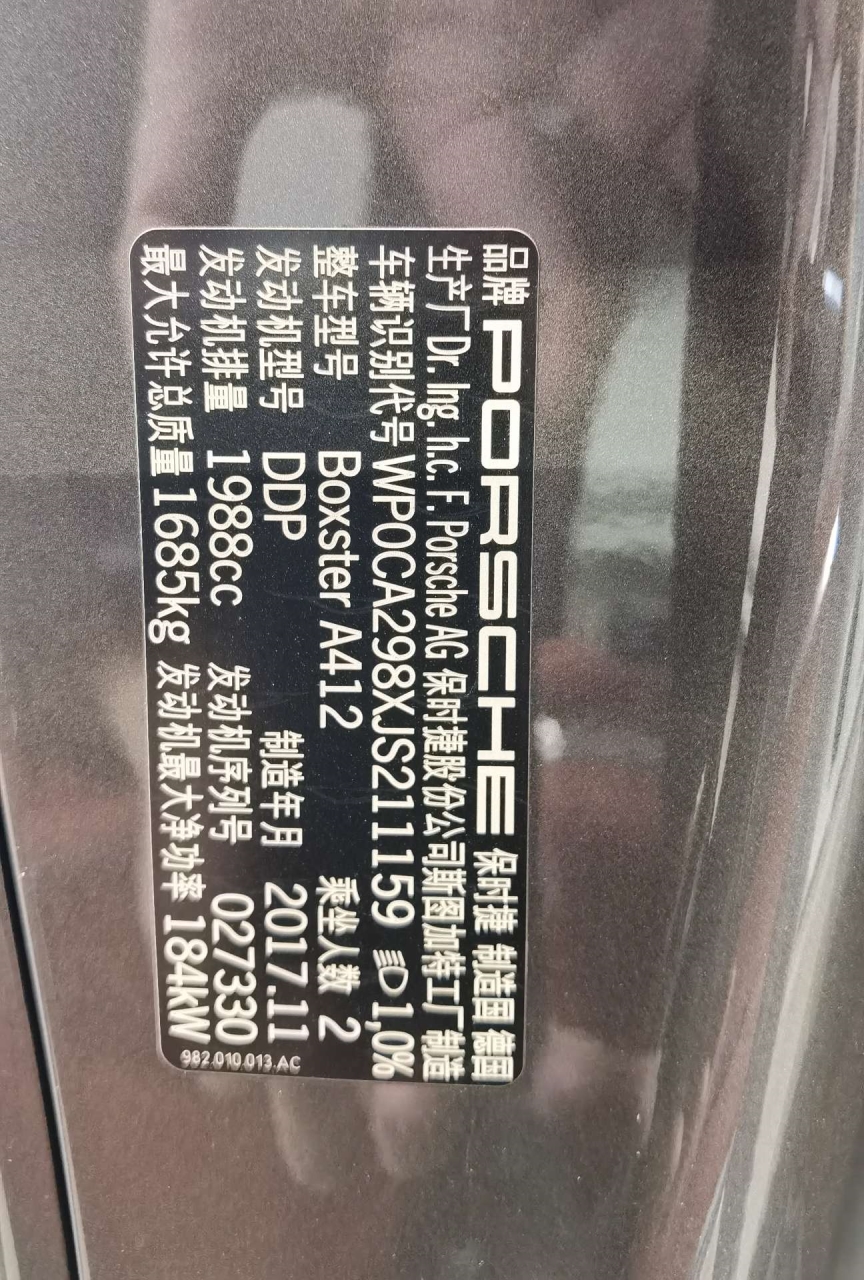 品牌 PORSCHE 保时捷 制造国 德国
生产厂 Dr. Ing. h.c. F. Porsche AG 保时捷股份公司斯图加特工厂 制造
车辆识别代号 WP0CA298XJS211159 1,0%
整车型号 Boxster A412 乘坐人数 2
发动机型号 DDP 制造年月 2017.11
发动机排量 1988cc 发动机序列号 027330
最大允许总质量 1685kg 发动机最大净功率 184kW
982.010.013.AC